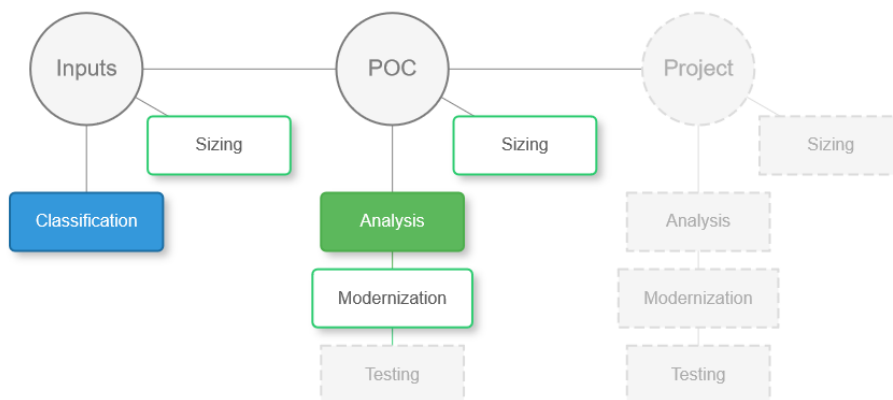 Inputs
POC
Project
Sizing
Sizing
Sizing
Classification
Analysis
Analysis
Modernization
Modernization
Testing
Testing